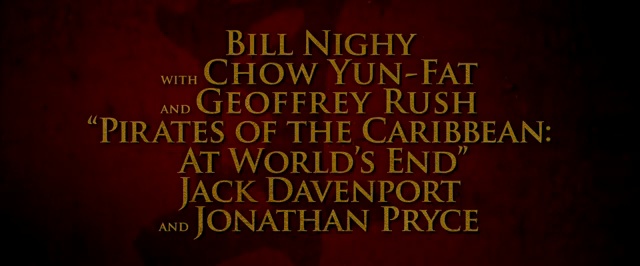 Bill Nighy
with Chow Yun-Fat
and Geoffrey Rush
“Pirates of the Caribbean:
At World’s End”
Jack Davenport
and Jonathan Pryce